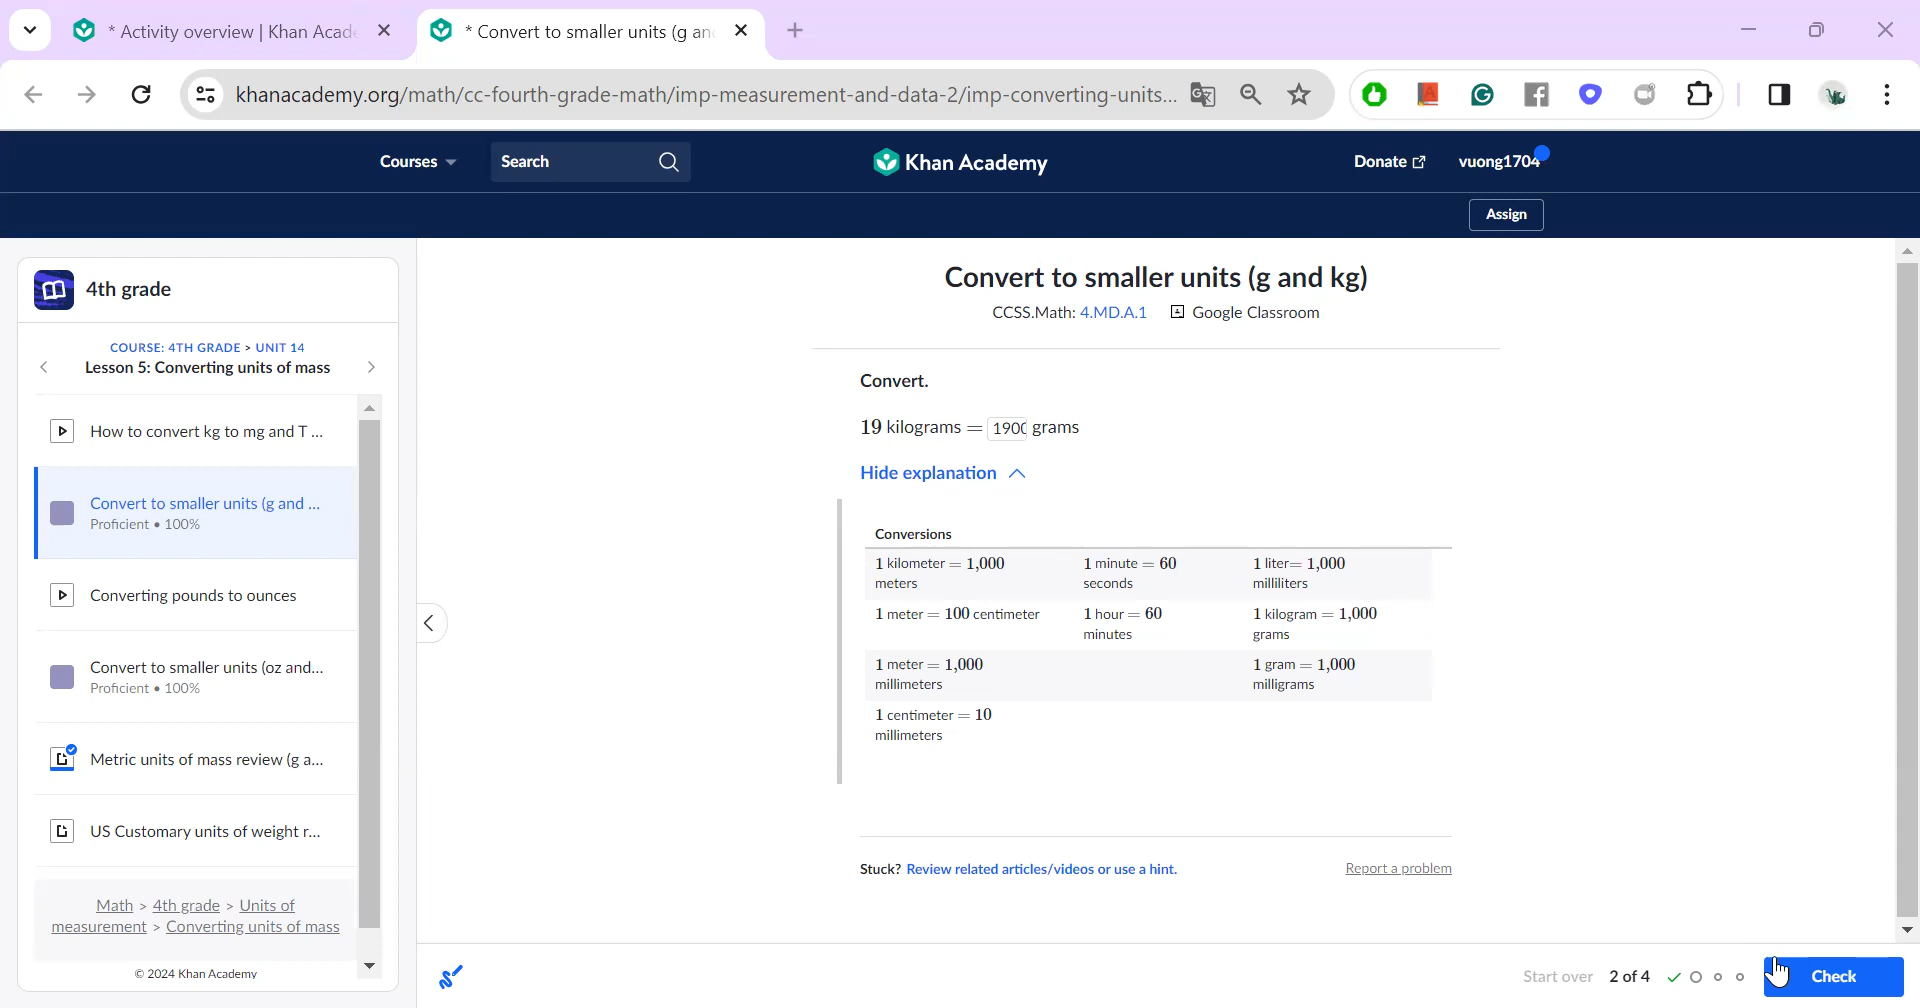 * Activity overview | Khan Acade
* Convert to smaller units (g an
khanacademy.org/math/cc-fourth-grade-math/imp-measurement-and-data-2/imp-converting-units...
Courses
Search
Khan Academy
Donate
vuong1704
Assign
4th grade
COURSE: 4TH GRADE > UNIT 14
Lesson 5: Converting units of mass
How to convert kg to mg and T ...
Convert to smaller units (g and ...
Proficient • 100%
Converting pounds to ounces
Convert to smaller units (oz and...
Proficient • 100%
Metric units of mass review (g a...
US Customary units of weight r...
Math > 4th grade > Units of
measurement > Converting units of mass
© 2024 Khan Academy
Convert to smaller units (g and kg)
CCSS.Math: 4.MD.A.1 Google Classroom
Convert.
19 kilograms = 1900 grams
Hide explanation
Conversions
1 kilometer = 1,000
meters
1 minute = 60
seconds
1 liter= 1,000
milliliters
1 meter = 100 centimeter
1 hour = 60
minutes
1 kilogram = 1,000
grams
1 meter = 1,000
millimeters
1 gram = 1,000
milligrams
1 centimeter = 10
millimeters
Stuck? Review related articles/videos or use a hint.
Report a problem
Start over 2 of 4
Check